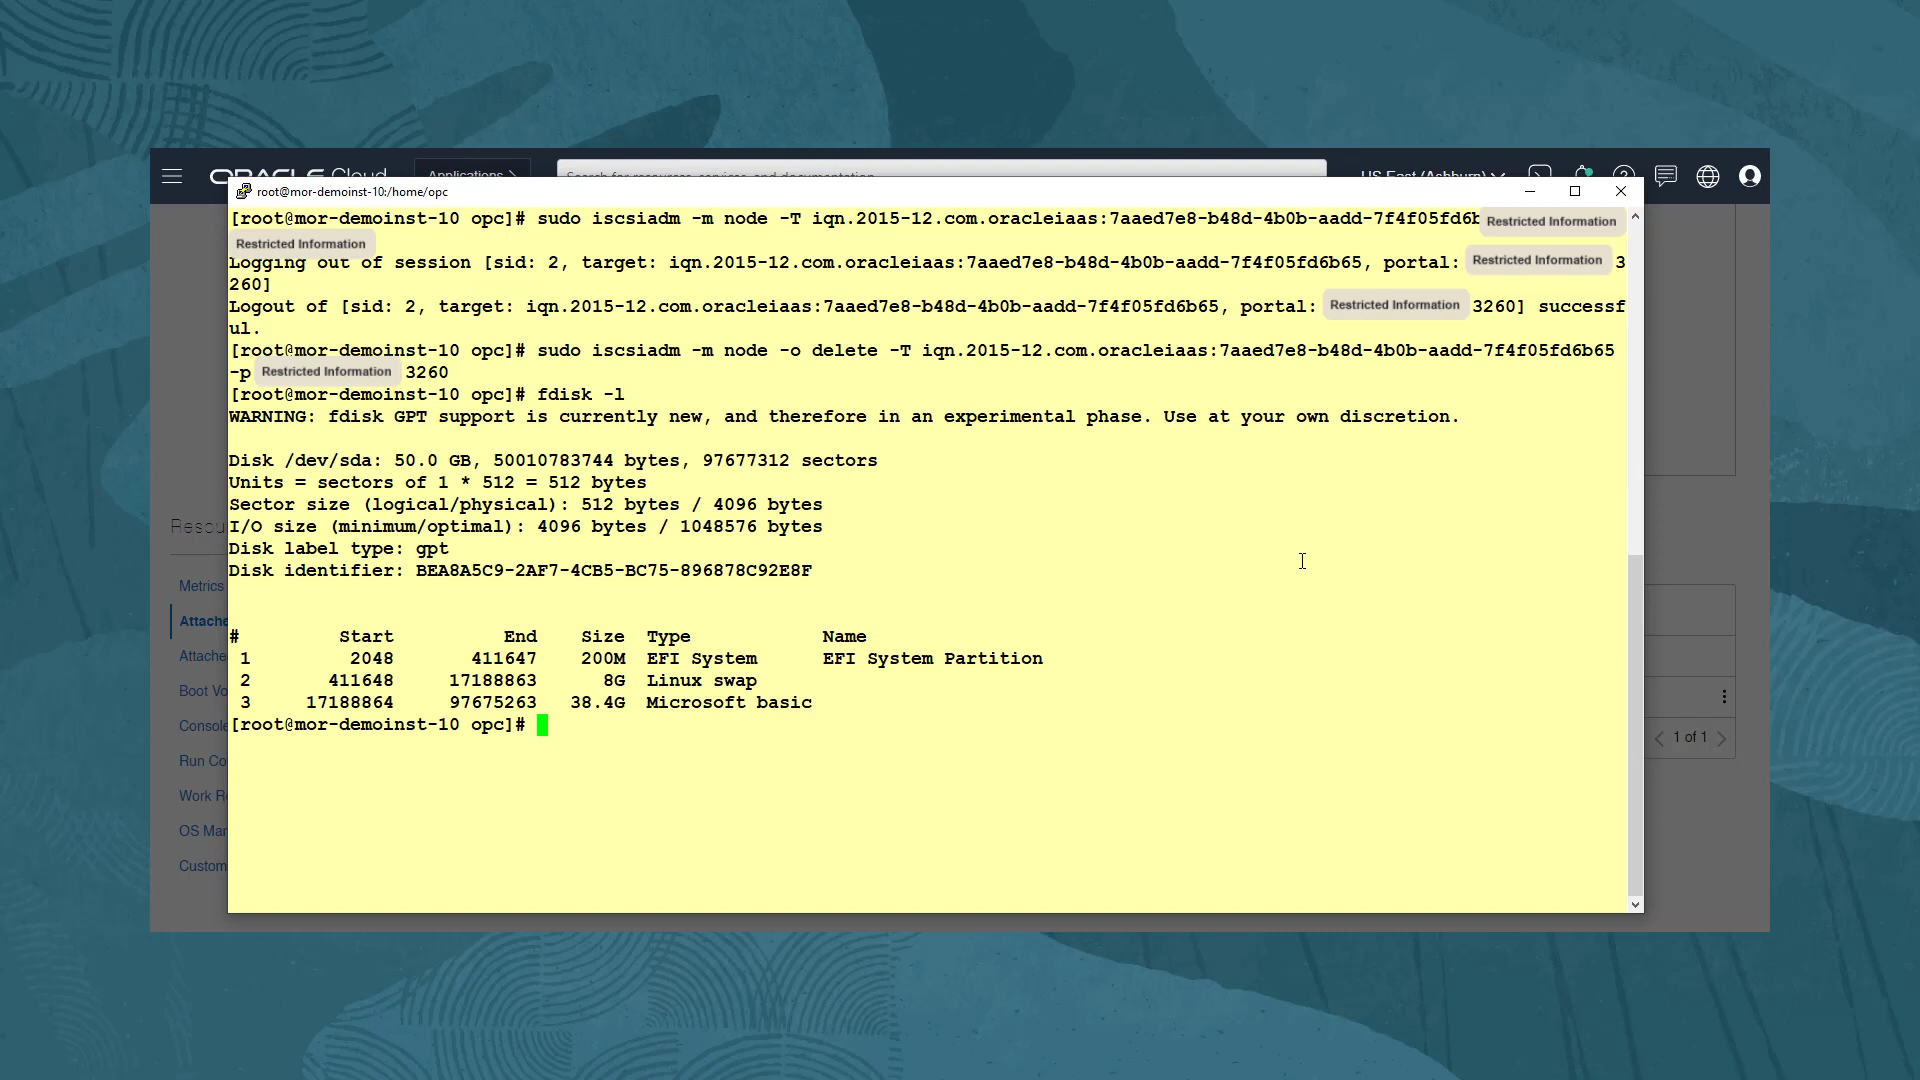 ORACLE Cloud Applications > Search for resources, services, and documentation US East (Ashburn)
root@mor-demoinst-10:/home/opc
[root@mor-demoinst-10 opc]# sudo iscsiadm -m node -T iqn.2015-12.com.oracleiaas:7aaed7e8-b48d-4b0b-aadd-7f4f05fd6b Restricted Information
Restricted Information
Logging out of session [sid: 2, target: iqn.2015-12.com.oracleiaas:7aaed7e8-b48d-4b0b-aadd-7f4f05fd6b65, portal: Restricted Information 3
260]
Logout of [sid: 2, target: iqn.2015-12.com.oracleiaas:7aaed7e8-b48d-4b0b-aadd-7f4f05fd6b65, portal: Restricted Information 3260] successf
ul.
[root@mor-demoinst-10 opc]# sudo iscsiadm -m node -o delete -T iqn.2015-12.com.oracleiaas:7aaed7e8-b48d-4b0b-aadd-7f4f05fd6b65
-p Restricted Information 3260
[root@mor-demoinst-10 opc]# fdisk -l
WARNING: fdisk GPT support is currently new, and therefore in an experimental phase. Use at your own discretion.
Disk /dev/sda: 50.0 GB, 50010783744 bytes, 97677312 sectors
Units = sectors of 1 * 512 = 512 bytes
Sector size (logical/physical): 512 bytes / 4096 bytes
I/O size (minimum/optimal): 4096 bytes / 1048576 bytes
Disk label type: gpt
Disk identifier: BEA8A5C9-2AF7-4CB5-BC75-896878C92E8F
# Start End Size Type Name
1 2048 411647 200M EFI System EFI System Partition
2 411648 17188863 8G Linux swap
3 17188864 97675263 38.4G Microsoft basic
[root@mor-demoinst-10 opc]#
Resou
Metrics
Attache
Attache
Boot Vo
Console
Run Co
Work R
OS Man
Custom
1 of 1